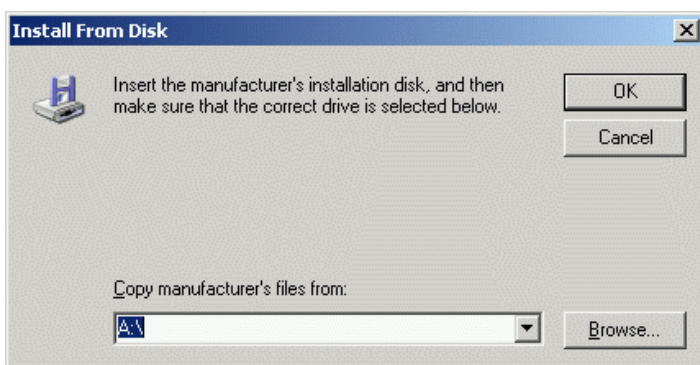 Install From Disk
Insert the manufacturer's installation disk, and then
make sure that the correct drive is selected below.
OK
Cancel
Copy manufacturer's files from:
A:\
Browse...